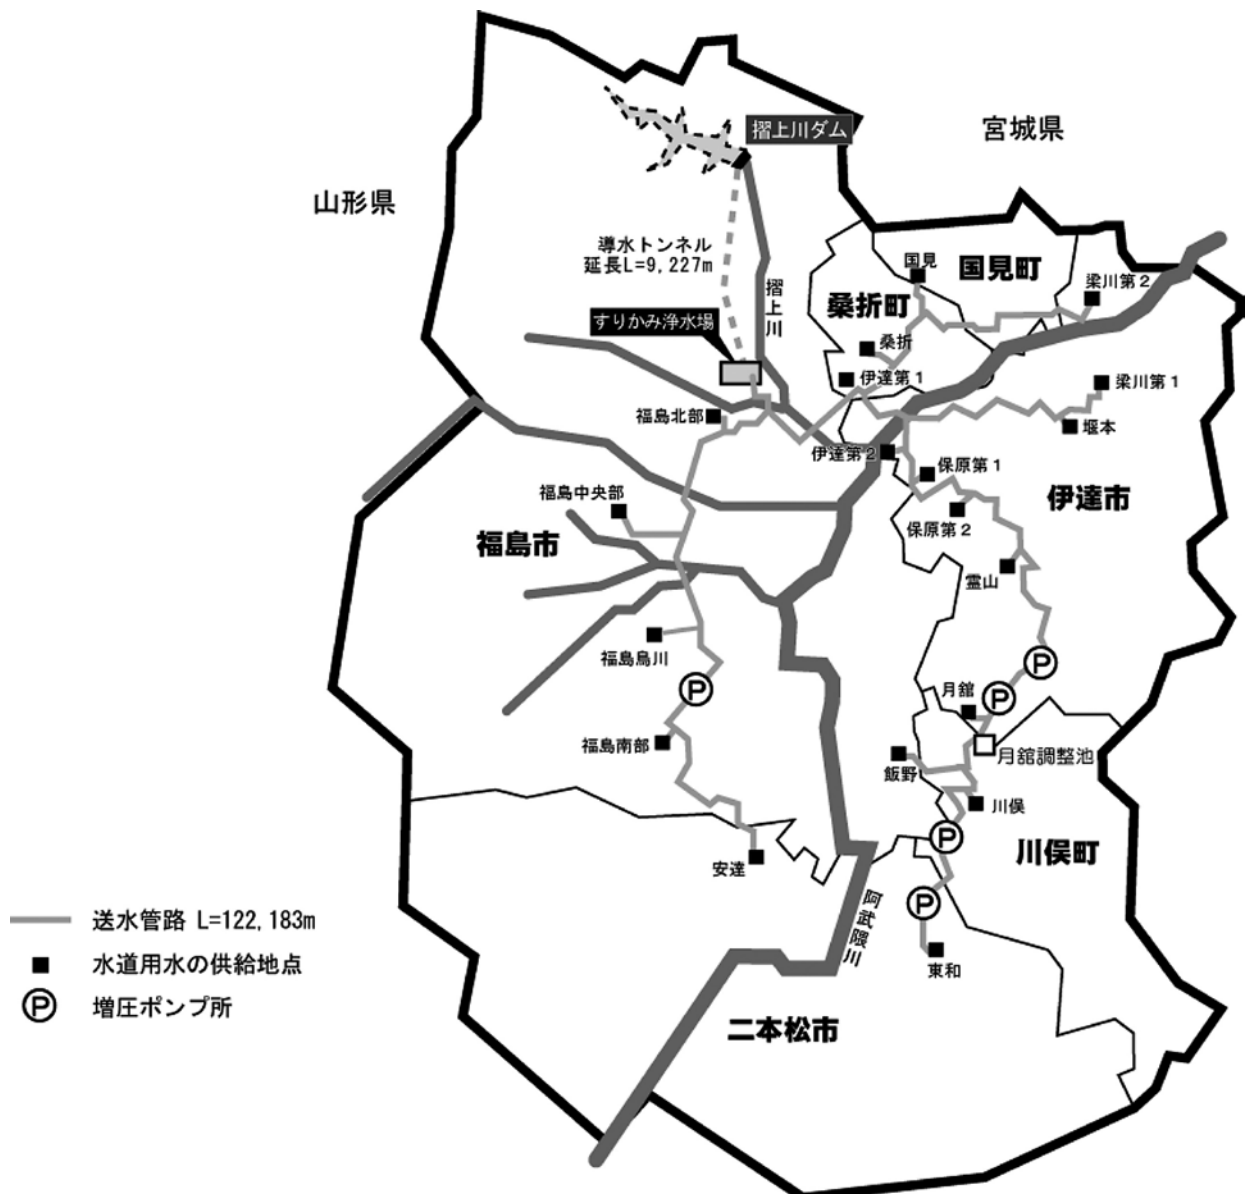 摺上川ダム
宮城県
山形県
導水トンネル
延長L=9,227m
摺上川
国見
国見町
梁川第2
桑折町
すりかみ浄水場
桑折
伊達第1
梁川第1
福島北部
堰本
伊達第2
保原第1
福島中央部
伊達市
保原第2
福島市
霊山
福島鳥川
P
P
月舘
P
福島南部
月舘調整池
飯野
川俣
P
川俣町
安達
P
阿武隈川
送水管路 L=122,183m
水道用水の供給地点
東和
P
増圧ポンプ所
二本松市